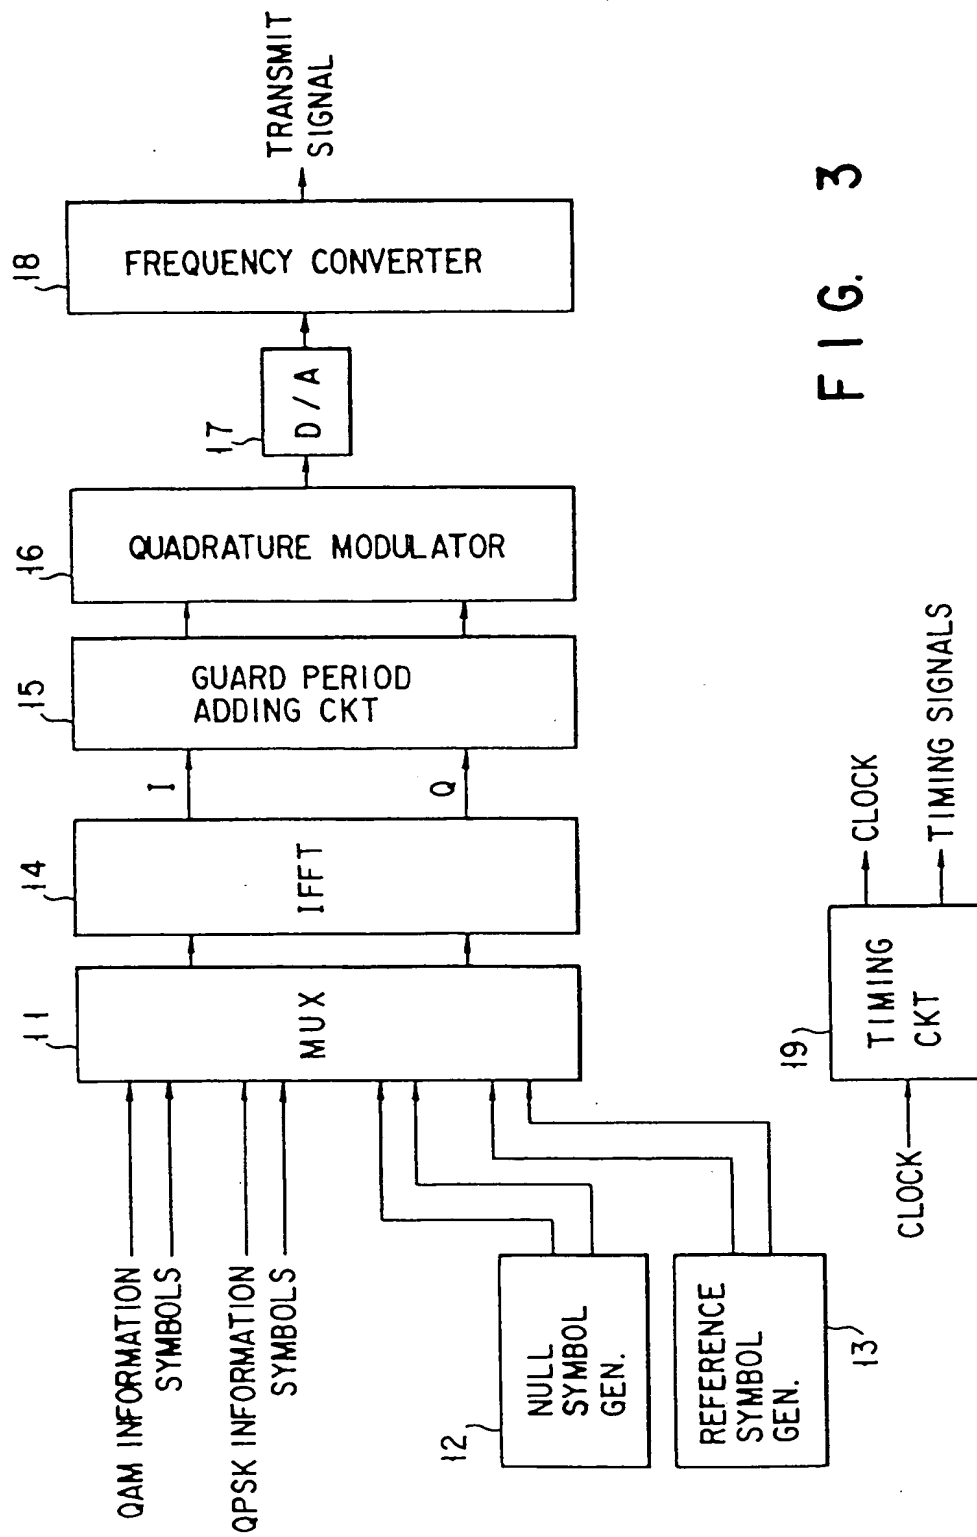 QAM INFORMATION
SYMBOLS
QPSK INFORMATION
SYMBOLS
12
NULL
SYMBOL
GEN.
REFERENCE
SYMBOL
GEN.
13
11
MUX
14
IFFT
I
Q
15
GUARD PERIOD
ADDING CKT
16
QUADRATURE MODULATOR
17
D/A
18
FREQUENCY CONVERTER
TRANSMIT
SIGNAL
CLOCK
19
TIMING
CKT
CLOCK
TIMING SIGNALS
FIG. 3